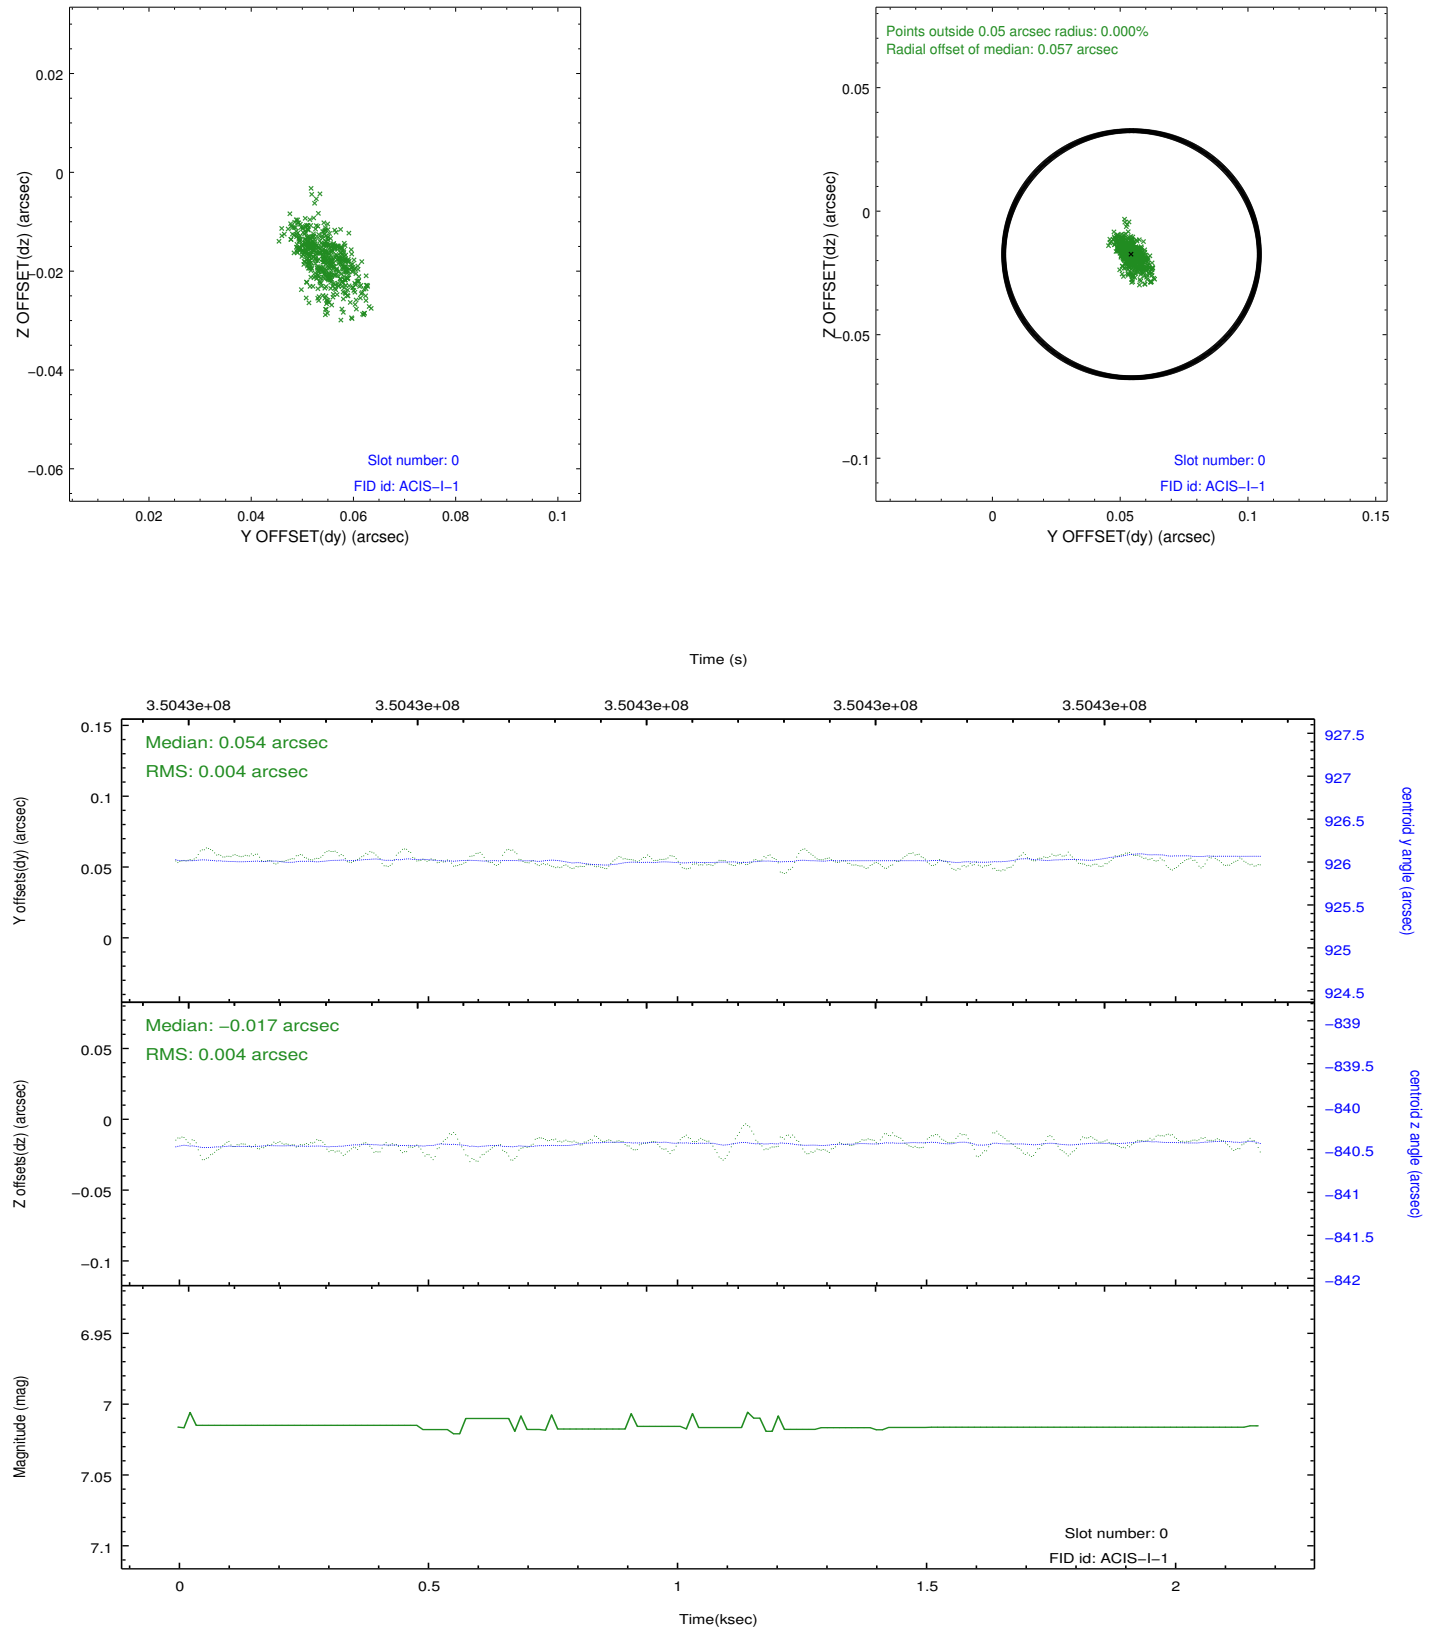 0.02
0
−0.02
−0.04
−0.06
Z OFFSET(dz) (arcsec)
Slot number: 0
FID id: ACIS−I−1
0.02
0.04
0.06
0.08
0.1
Y OFFSET(dy) (arcsec)
Points outside 0.05 arcsec radius: 0.000%
Radial offset of median: 0.057 arcsec
0.05
0
−0.05
−0.1
Z OFFSET(dz) (arcsec)
Slot number: 0
FID id: ACIS−I−1
0
0.05
0.1
0.15
Y OFFSET(dy) (arcsec)
Time (s)
3.5043e+08
3.5043e+08
3.5043e+08
3.5043e+08
3.5043e+08
Median: 0.054 arcsec
RMS: 0.004 arcsec
0.15
0.1
0.05
0
Y offsets(dy) (arcsec)
927.5
927
926.5
926
925.5
925
924.5
centroid y angle (arcsec)
Median: −0.017 arcsec
RMS: 0.004 arcsec
0.05
0
−0.05
−0.1
Z offsets(dz) (arcsec)
−839
−839.5
−840
−840.5
−841
−841.5
−842
centroid z angle (arcsec)
6.95
7
7.05
7.1
Magnitude (mag)
Slot number: 0
FID id: ACIS−I−1
0
0.5
1
1.5
2
Time(ksec)